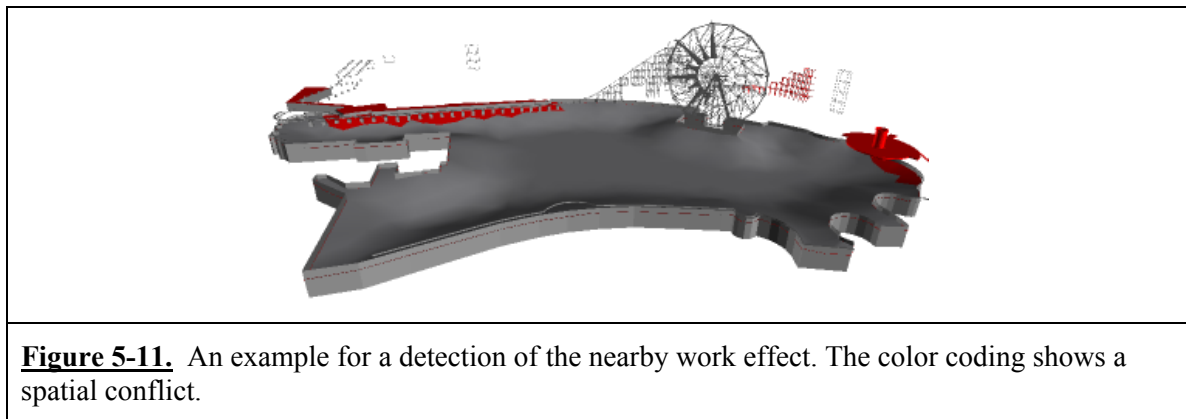 Figure 5-11. An example for a detection of the nearby work effect. The color coding shows a
spatial conflict.